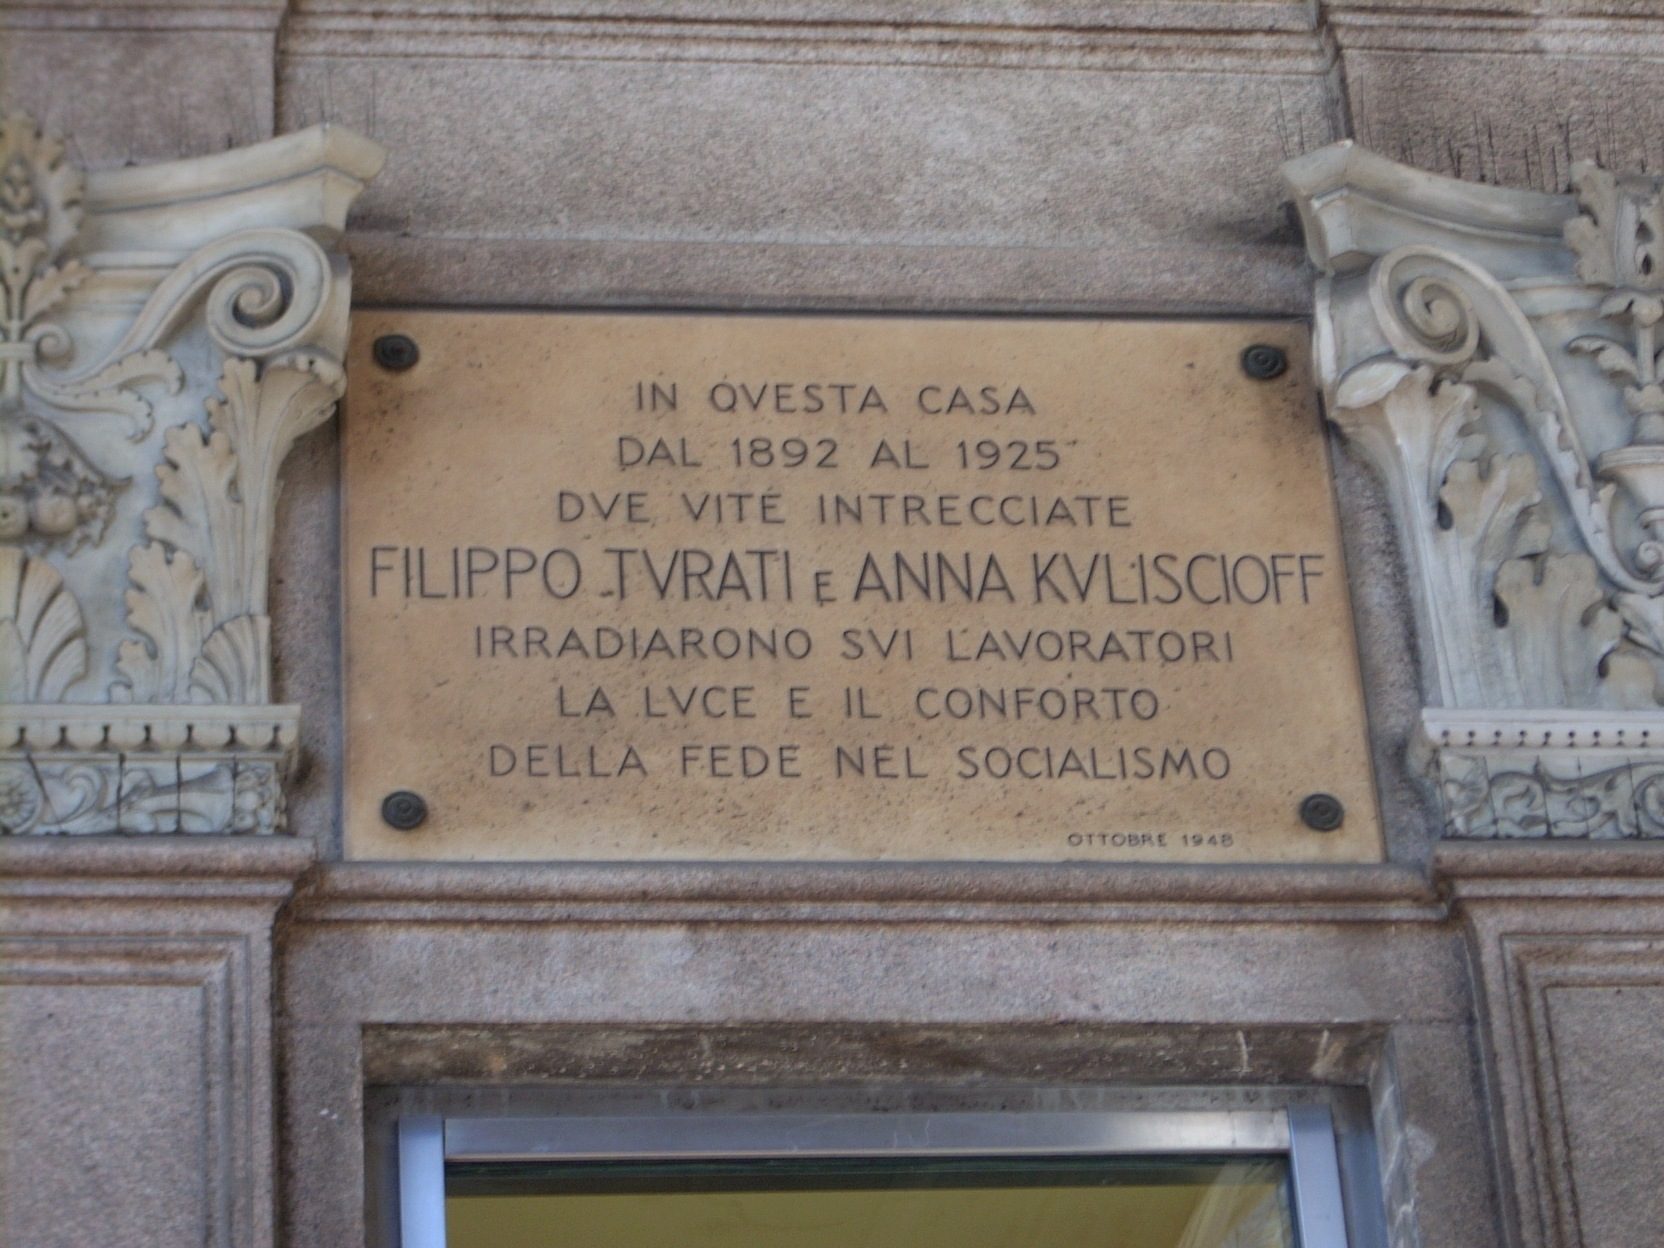 IN QVESTA CASA
DAL 1892 AL 1925
DVE VITE INTRECCIATE
FILIPPO TVRATI E ANNA KVLISCIOFF
IRRADIARONO SVI LAVORATORI
LA LVCE E IL CONFORTO
DELLA FEDE NEL SOCIALISMO
OTTOBRE 1948